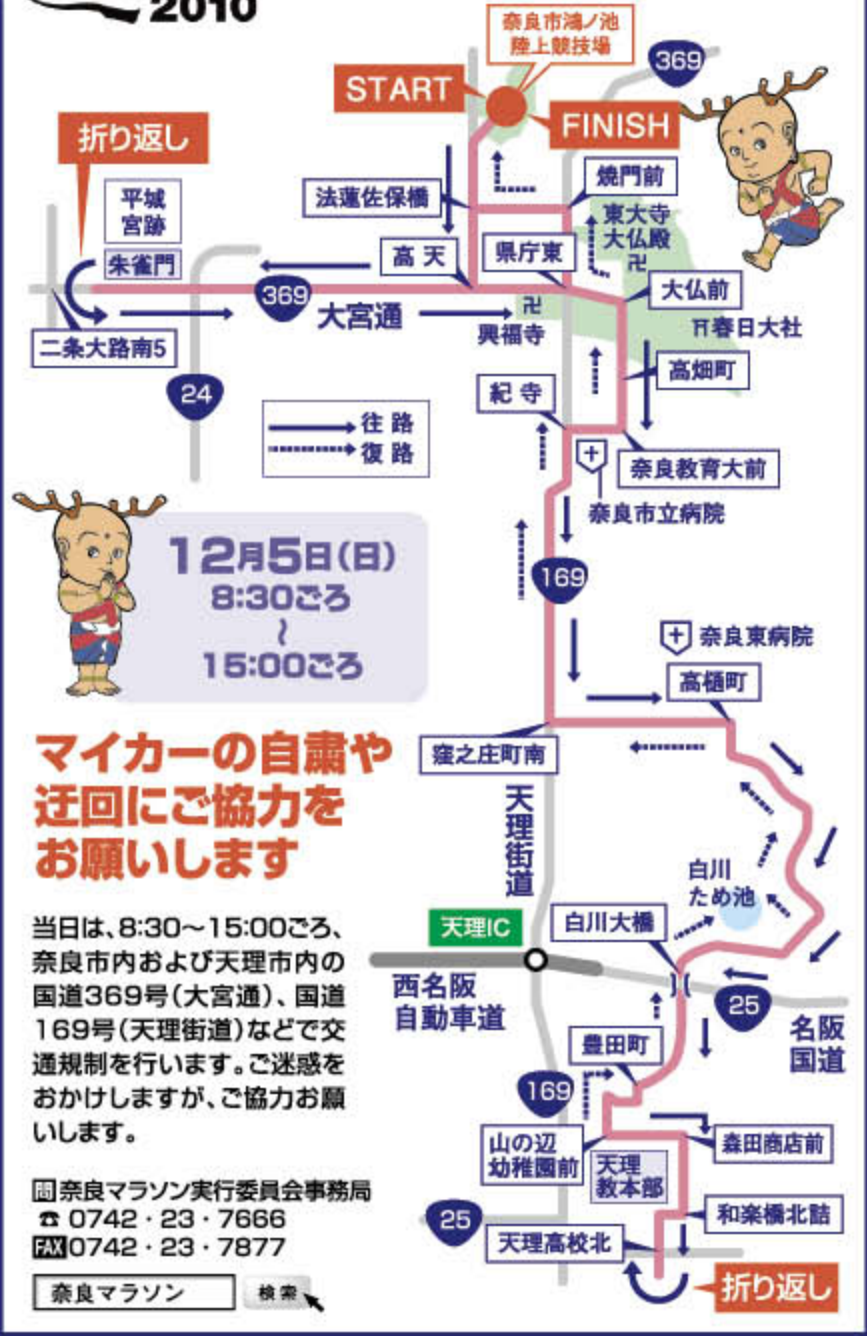 2010
奈良市鴻ノ池
陸上競技場
369
START
FINISH
折り返し
平城
宮跡
朱雀門
法蓮佐保橋
焼門前
東大寺
大仏殿
卍
高天
県庁東
369
大宮通
卍
興福寺
大仏前
春日大社
二条大路南5
24
高畑町
紀寺
往路
復路
奈良教育大前
奈良市立病院
12月5日(日)
8:30ごろ
~
15:00ごろ
169
奈良東病院
高樋町
窪之庄町南
マイカーの自粛や
迂回にご協力を
お願いします
天理街道
白川
ため池
当日は、8:30〜15:00ごろ、
奈良市内および天理市内の
国道369号(大宮通)、国道
169号(天理街道)などで交
通規制を行います。ご迷惑を
おかけしますが、ご協力お願
いします。
天理IC
白川大橋
西名阪
自動車道
25
名阪
国道
豊田町
169
山の辺
幼稚園前
天理
教本部
森田商店前
和楽橋北詰
25
天理高校北
折り返し
問奈良マラソン実行委員会事務局
☎ 0742・23・7666
FAX0742・23・7877
奈良マラソン 検索